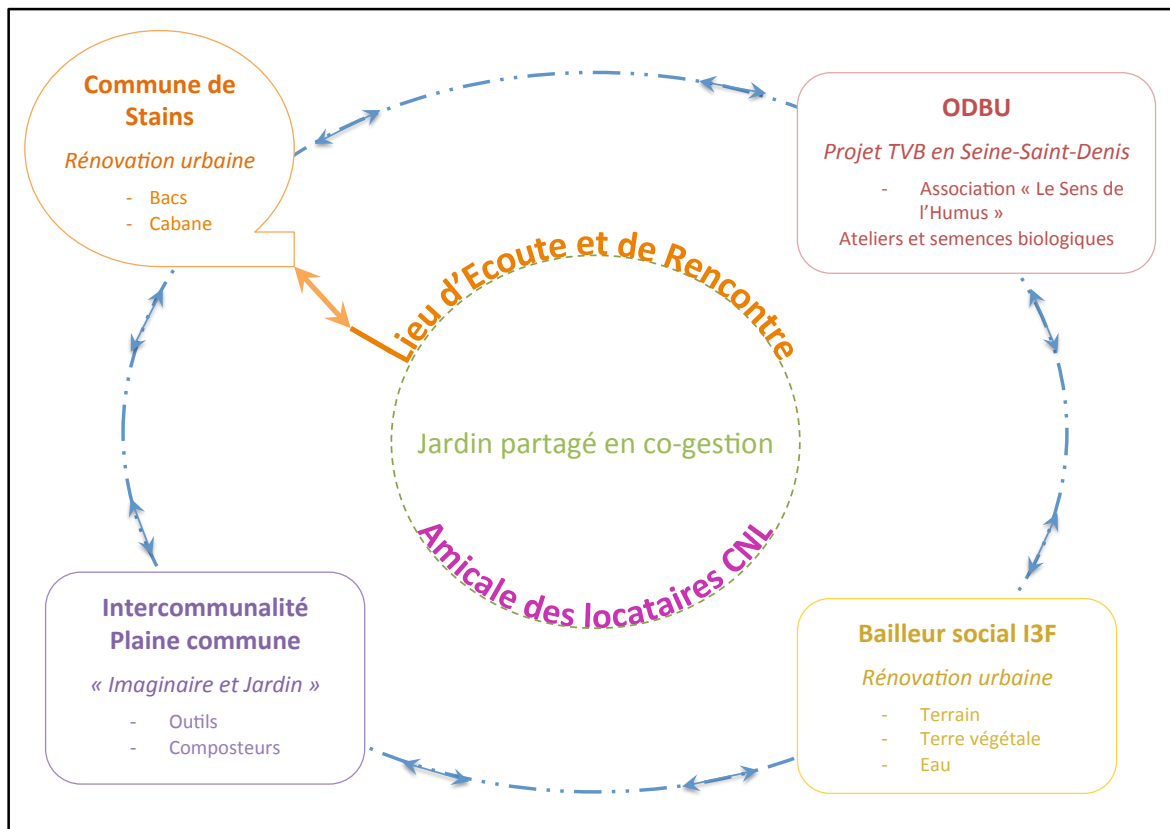 Commune de
Stains
Rénovation urbaine
- Bacs
- Cabane
ODBU
Projet TVB en Seine-Saint-Denis
- Association « Le Sens de
l’Humus »
Ateliers et semences biologiques
Lieu d’Ecoute et de Rencontre
Jardin partagé en co-gestion
Amicale des locataires CNL
Intercommunalité
Plaine commune
« Imaginaire et Jardin »
- Outils
- Composteurs
Bailleur social I3F
Rénovation urbaine
- Terrain
- Terre végétale
- Eau